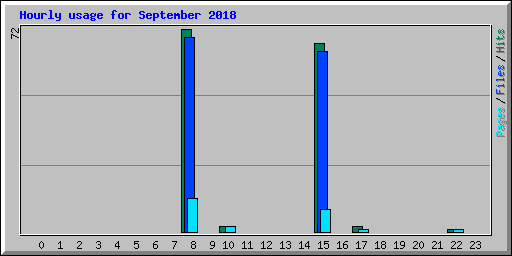 Hourly usage for September 2018
72
Pages/Files/Hits
0 1 2 3 4 5 6 7 8 9 10 11 12 13 14 15 16 17 18 19 20 21 22 23